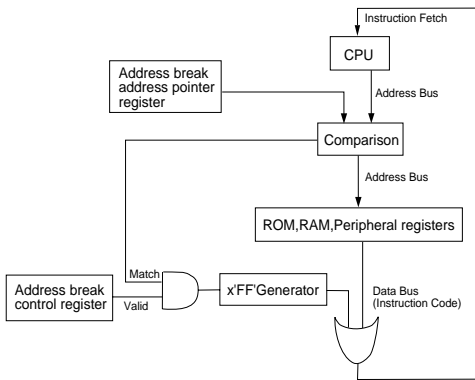 Instruction Fetch
CPU
Address break
address pointer
register
Address Bus
Comparison
Address Bus
ROM,RAM,Peripheral registers
Match
Address break
control register
Valid
x'FF'Generator
Data Bus
(Instruction Code)